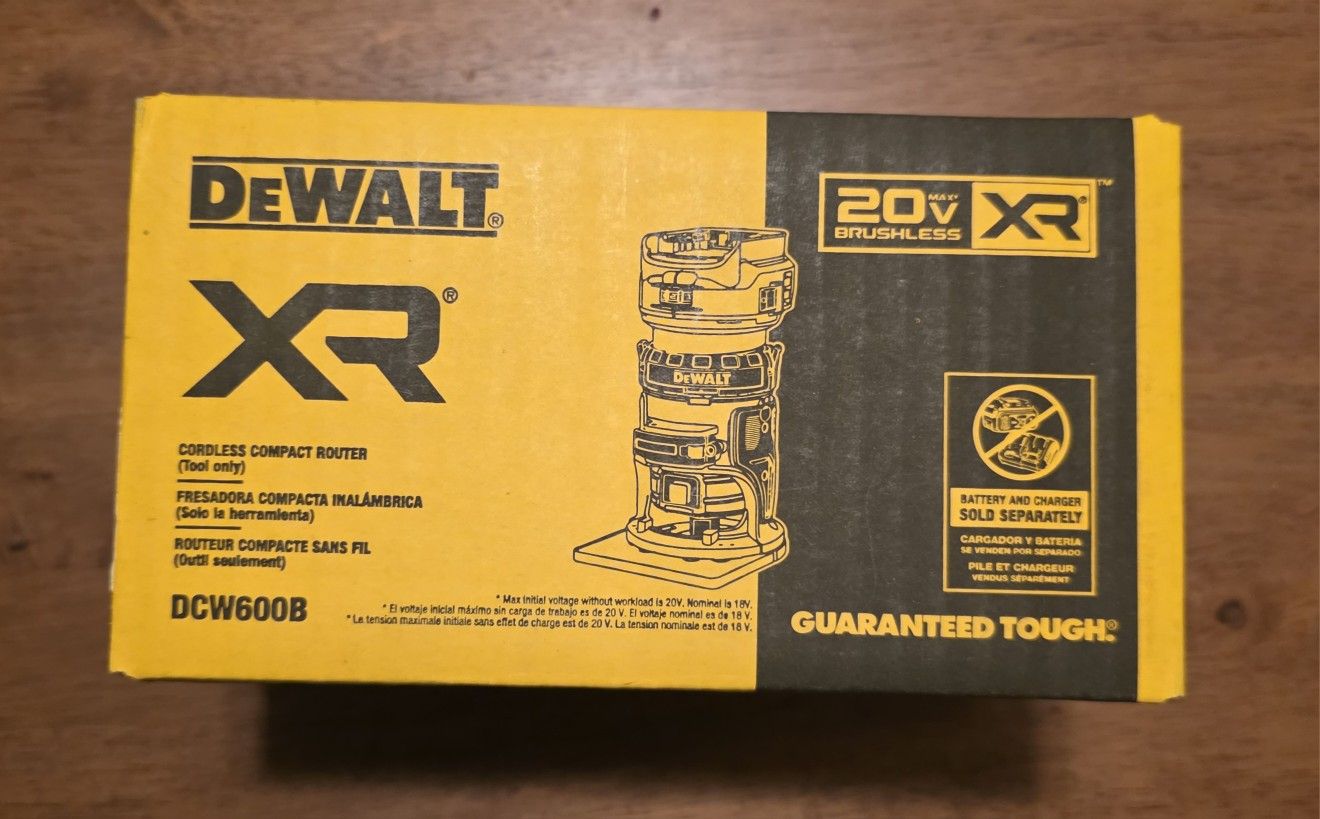 DEWALT®
XR®
CORDLESS COMPACT ROUTER
(Tool only)
FRESADORA COMPACTA INALÁMBRICA
(Solo la herramienta)
ROUTEUR COMPACTE SANS FIL
(Outil seulement)
DCW600B
* Max initial voltage without workload is 20V. Nominal is 18V.
* El voltaje inicial máximo sin carga de trabajo es de 20 V. El voltaje nominal es de 18 V.
* La tension maximale initiale sans effet de charge est de 20 V. La tension nominale est de 18 V.
DEWALT
20V MAX* XR®™
BRUSHLESS
BATTERY AND CHARGER
SOLD SEPARATELY
CARGADOR Y BATERIA
SE VENDEN POR SEPARADO
PILE ET CHARGEUR
VENDUS SÉPARÉMENT
GUARANTEED TOUGH.®